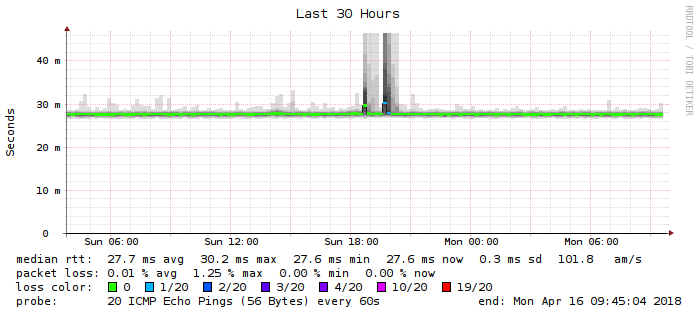 Last 30 Hours
RRDTOOL / TOBI OETIKER
Seconds
40 m
30 m
20 m
10 m
0
Sun 06:00 Sun 12:00 Sun 18:00 Mon 00:00 Mon 06:00
median rtt: 27.7 ms avg 30.2 ms max 27.6 ms min 27.6 ms now 0.3 ms sd 101.8 am/s
packet loss: 0.01 % avg 1.25 % max 0.00 % min 0.00 % now
loss color: 0 1/20 2/20 3/20 4/20 10/20 19/20
probe: 20 ICMP Echo Pings (56 Bytes) every 60s end: Mon Apr 16 09:45:04 2018